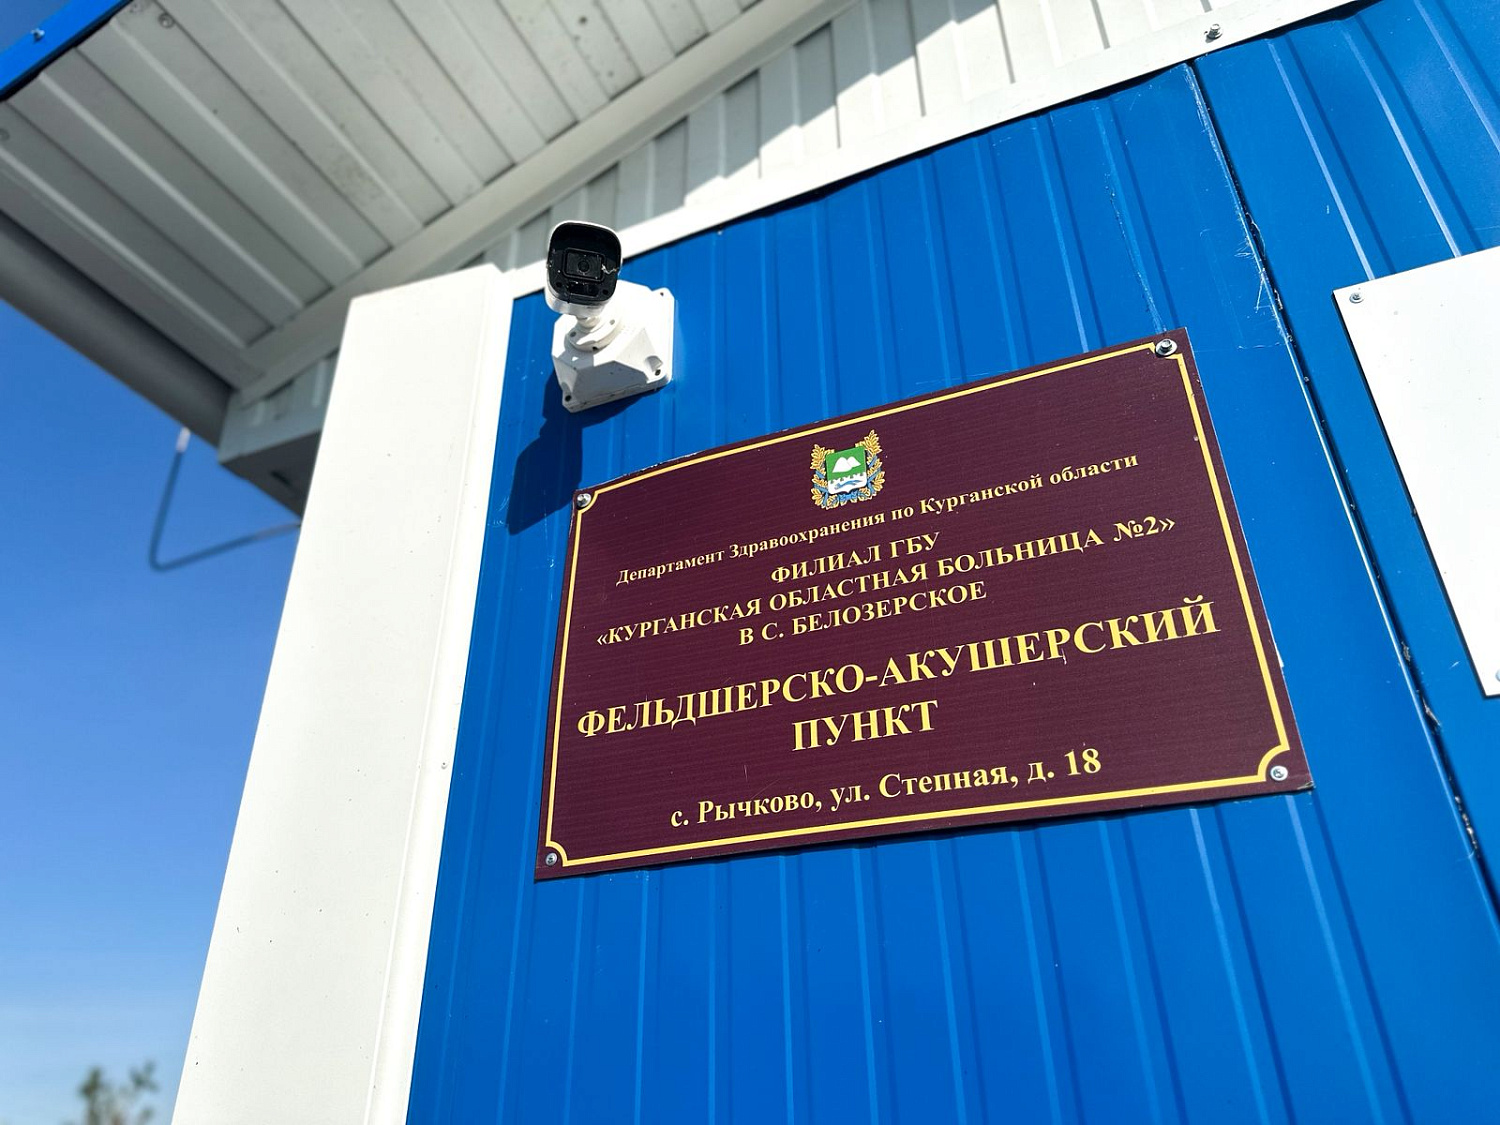 Департамент Здравоохранения по Курганской области
ФИЛИАЛ ГБУ
«КУРГАНСКАЯ ОБЛАСТНАЯ БОЛЬНИЦА №2»
В С. БЕЛОЗЕРСКОЕ
ФЕЛЬДШЕРСКО-АКУШЕРСКИЙ
ПУНКТ
с. Рычково, ул. Степная, д. 18